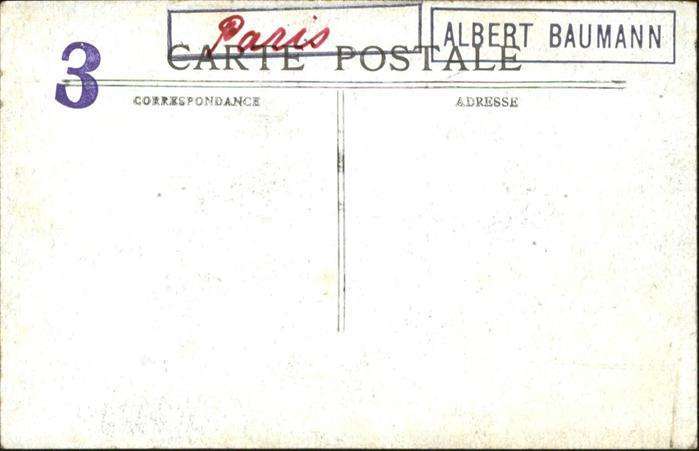 Paris
ALBERT BAUMANN
3
CARTE POSTALE
CORRESPONDANCE
ADRESSE